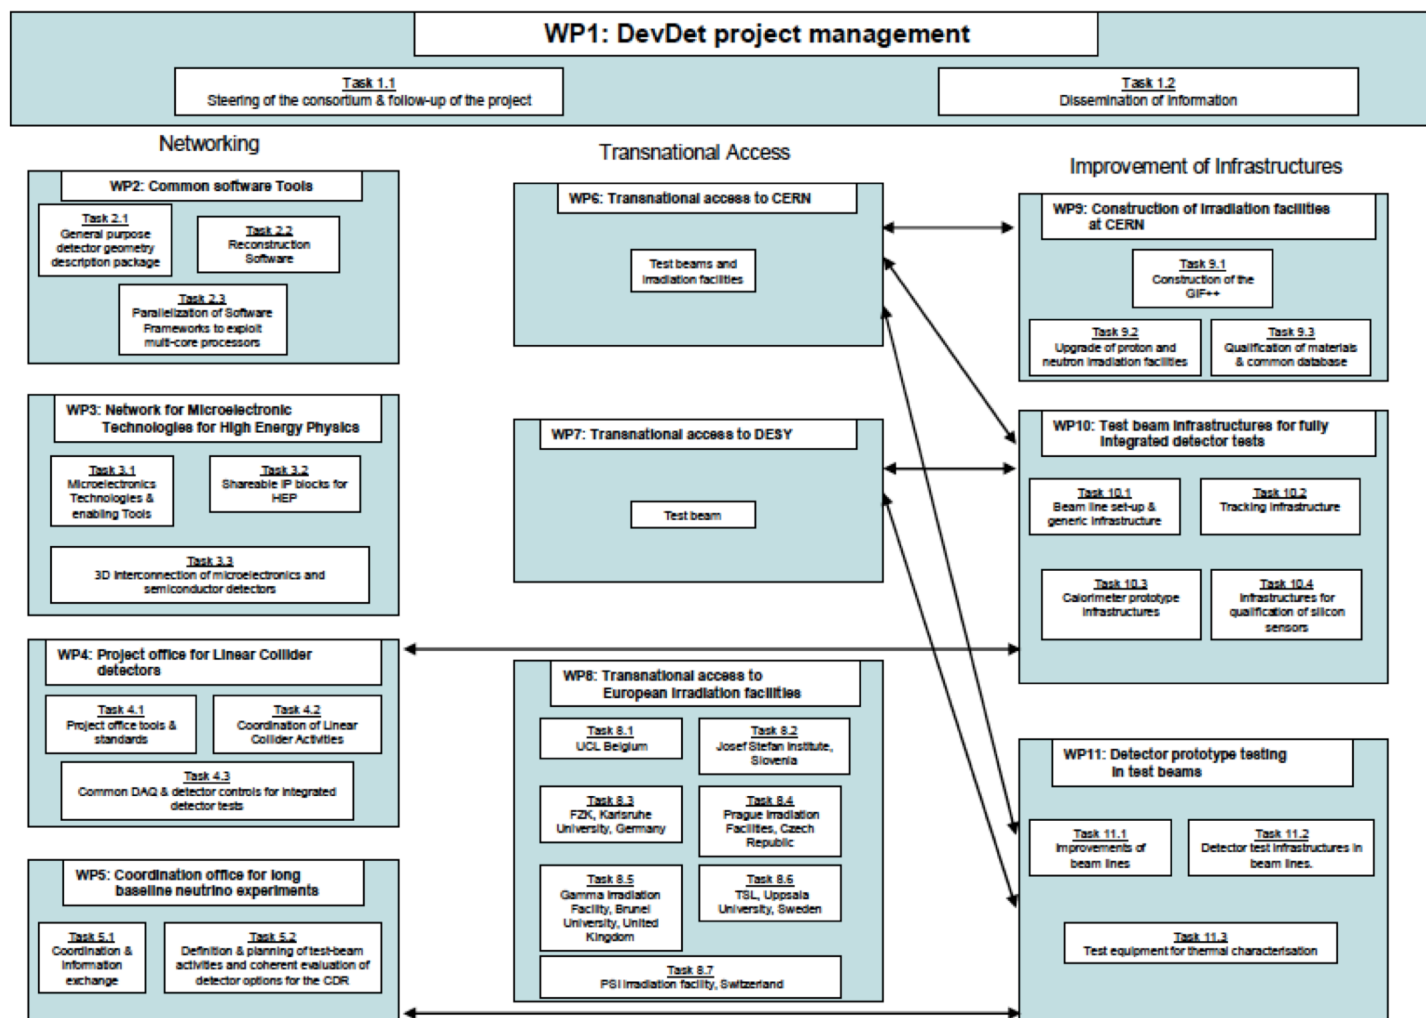 WP1: DevDet project management
Task 1.1
Steering of the consortium & follow-up of the project
Task 1.2
Dissemination of information
Networking
WP2: Common software Tools
Task 2.1
General purpose
detector geometry
description package
Task 2.2
Reconstruction
Software
Task 2.3
Parallelization of Software
Frameworks to exploit
multi-core processors
WP3: Network for Microelectronic
Technologies for High Energy Physics
Task 3.1
Microelectronics
Technologies &
enabling Tools
Task 3.2
Shareable IP blocks for
HEP
Task 3.3
3D Interconnection of microelectronics and
semiconductor detectors
WP4: Project office for Linear Collider
detectors
Task 4.1
Project office tools &
standards
Task 4.2
Coordination of Linear
Collider Activities
Task 4.3
Common DAQ & detector controls for integrated
detector tests
WP5: Coordination office for long
baseline neutrino experiments
Task 5.1
Coordination &
information
exchange
Task 5.2
Definition & planning of test-beam
activities and coherent evaluation of
detector options for the CDR
Transnational Access
WP6: Transnational access to CERN
Test beams and
irradiation facilities
WP7: Transnational access to DESY
Test beam
WP8: Transnational access to
European irradiation facilities
Task 8.1
UCL Belgium
Task 8.2
Josef Stefan Institute,
Slovenia
Task 8.3
FZK, Karlsruhe
University, Germany
Task 8.4
Prague Irradiation
Facilities, Czech
Republic
Task 8.5
Gamma Irradiation
Facility, Brunel
University, United
Kingdom
Task 8.6
TSL, Uppsala
University, Sweden
Task 8.7
PSI irradiation facility, Switzerland
Improvement of Infrastructures
WP9: Construction of irradiation facilities
at CERN
Task 9.1
Construction of the
GIF++
Task 9.2
Upgrade of proton and
neutron irradiation facilities
Task 9.3
Qualification of materials
& common database
WP10: Test beam infrastructures for fully
integrated detector tests
Task 10.1
Beam line set-up &
generic infrastructure
Task 10.2
Tracking infrastructure
Task 10.3
Calorimeter prototype
infrastructures
Task 10.4
Infrastructures for
qualification of silicon
sensors
WP11: Detector prototype testing
in test beams
Task 11.1
Improvements of
beam lines
Task 11.2
Detector test infrastructures in
beam lines.
Task 11.3
Test equipment for thermal characterisation